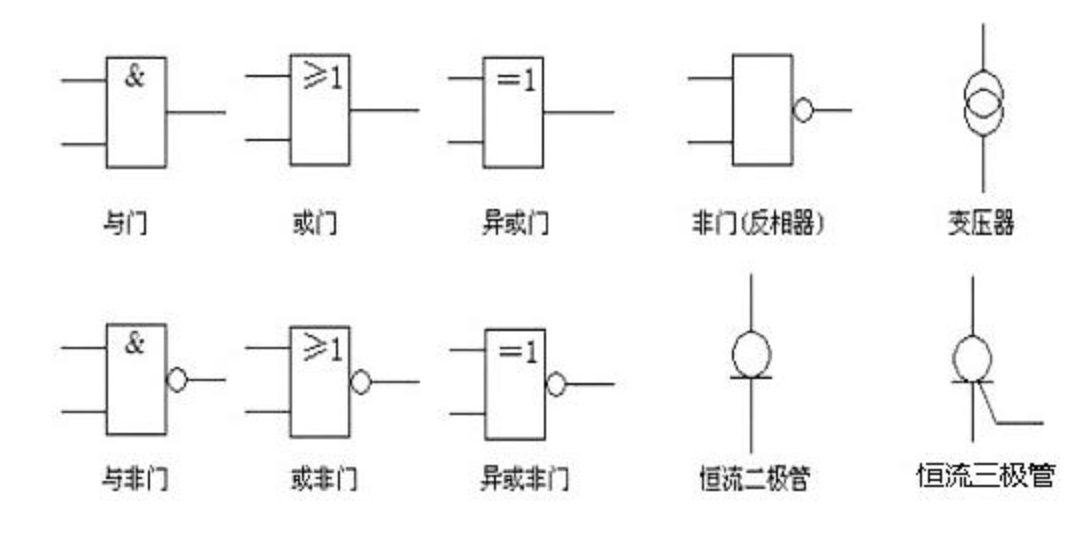 & ≥1 =1
与门 或门 异或门 非门(反相器) 变压器
& ≥1 =1
与非门 或非门 异或非门 恒流二极管 恒流三极管